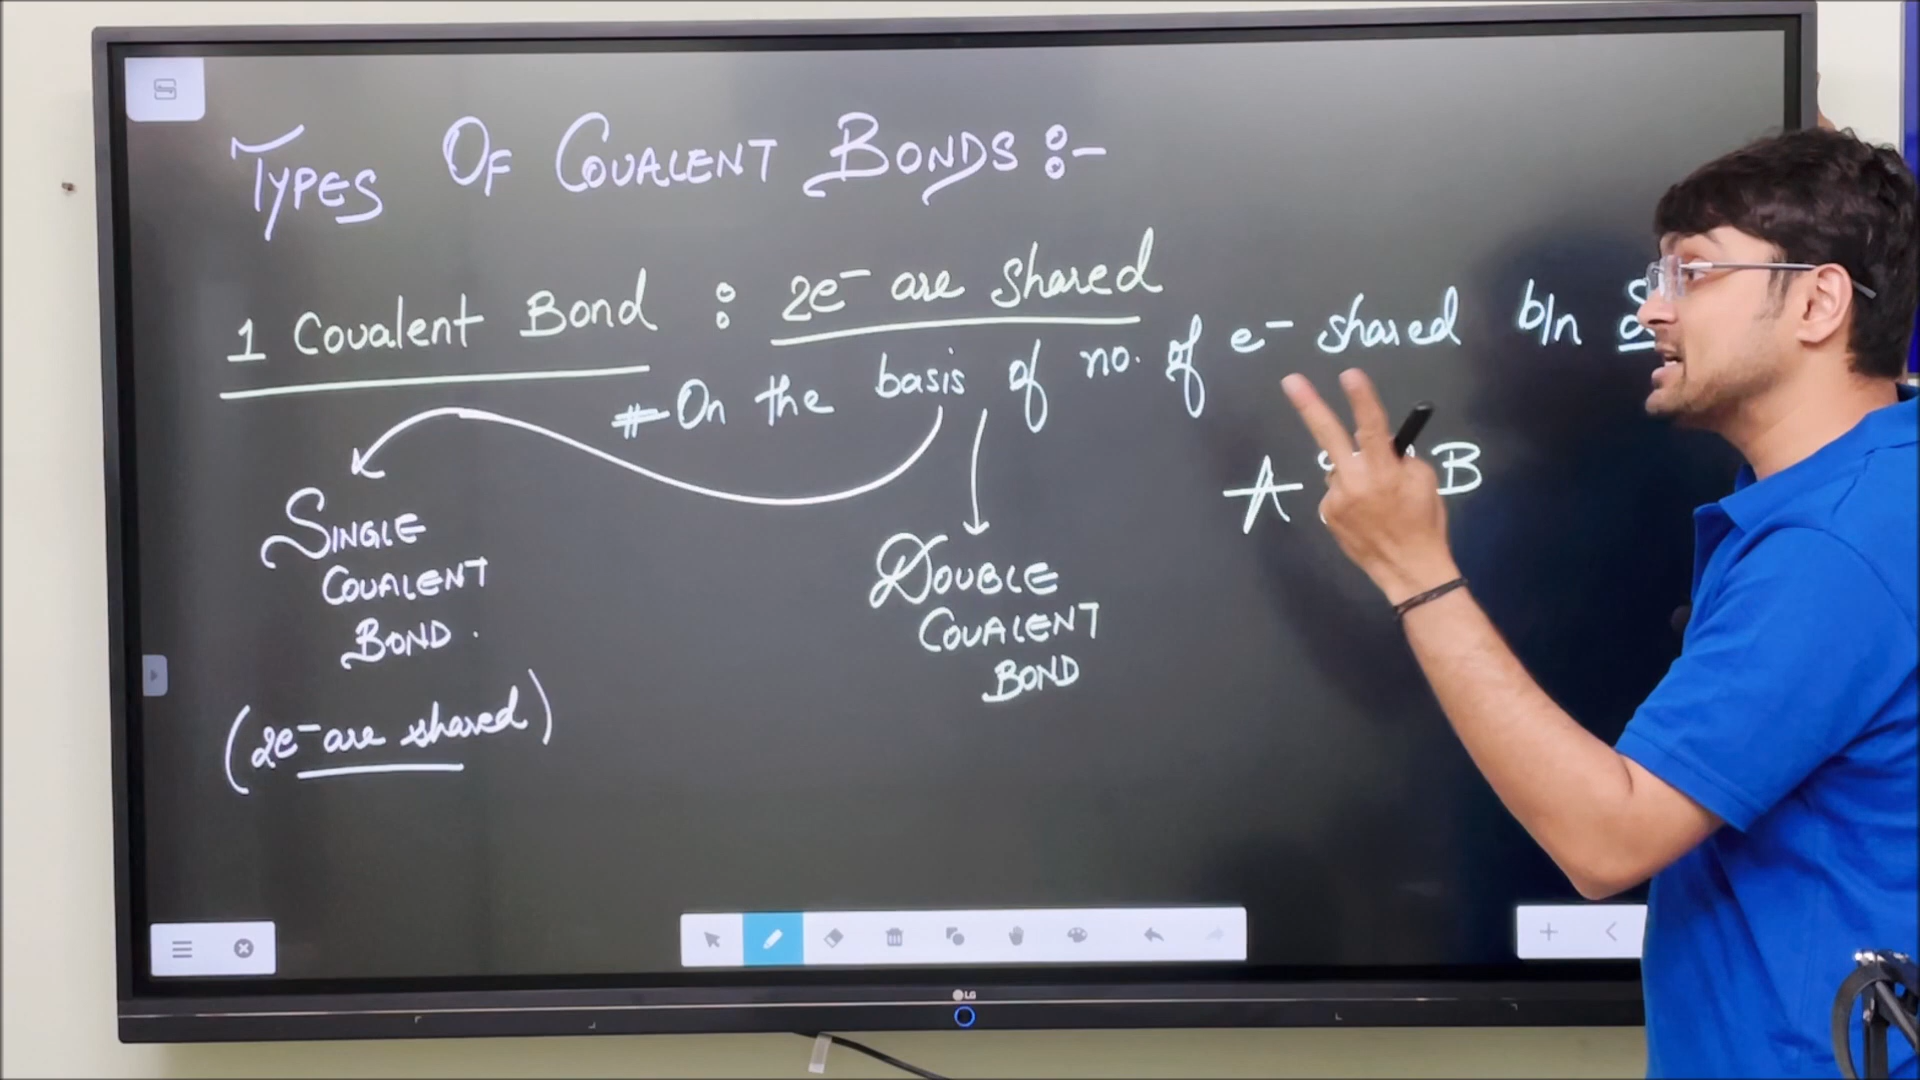 TYPES OF COVALENT BONDS :-
1 Covalent Bond : 2e⁻ are shared
# On the basis of no. of e⁻ shared b/n
A B
SINGLE
COVALENT
BOND.
(2e⁻ are shared)
DOUBLE
COVALENT
BOND
LG